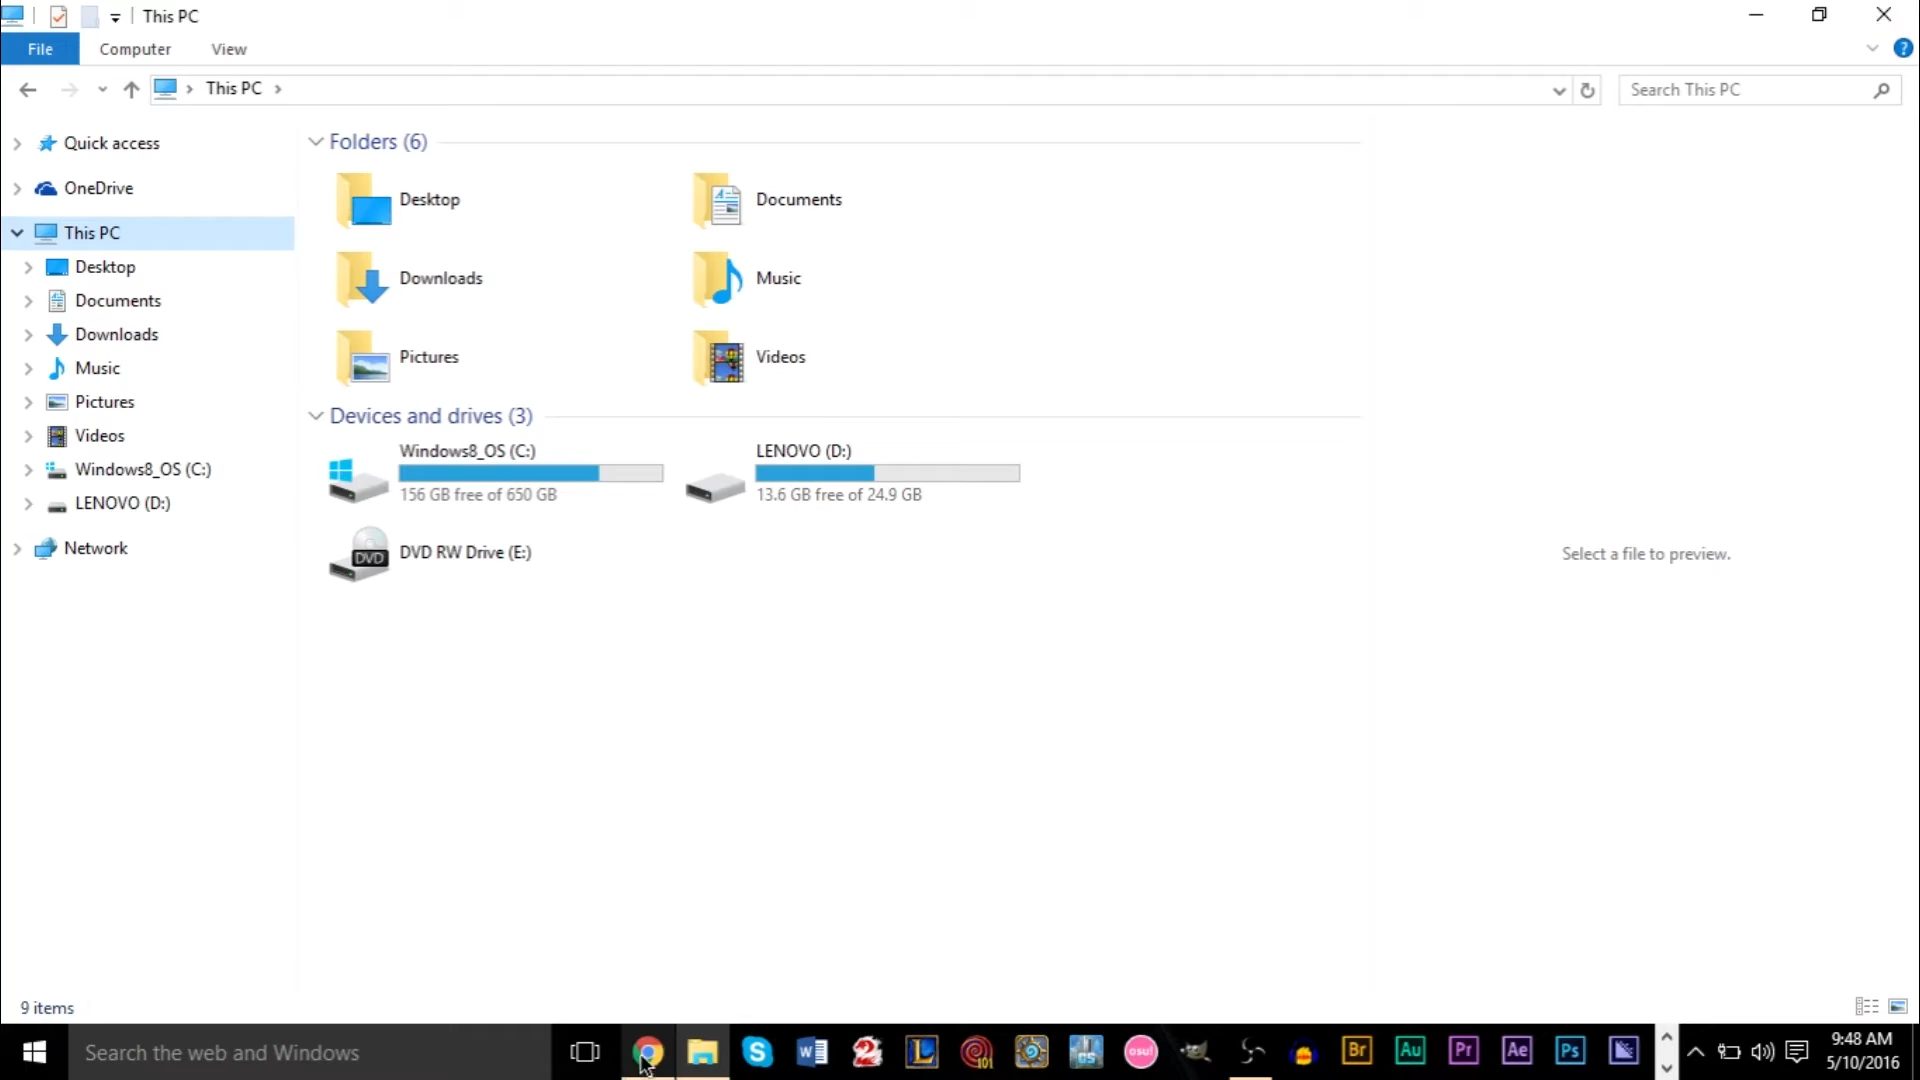 This PC
File Computer View
This PC
Search This PC
Quick access
OneDrive
This PC
Desktop
Documents
Downloads
Music
Pictures
Videos
Windows8_OS (C:)
LENOVO (D:)
Network
Folders (6)
Desktop
Documents
Downloads
Music
Pictures
Videos
Devices and drives (3)
Windows8_OS (C:)
156 GB free of 650 GB
LENOVO (D:)
13.6 GB free of 24.9 GB
DVD
DVD RW Drive (E:)
Select a file to preview.
9 items
Search the web and Windows
101
GS
osu!
Br
Au
Pr
Ae
Ps
9:48 AM
5/10/2016